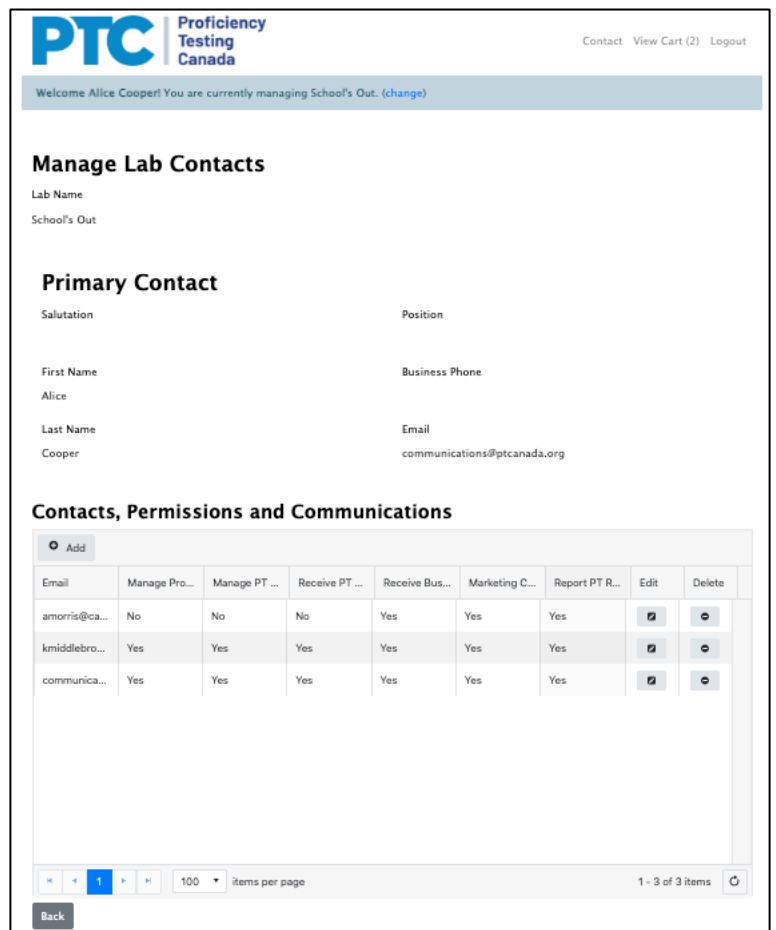 PTC Proficiency Testing Canada
Contact View Cart (2) Logout
Welcome Alice Cooper! You are currently managing School's Out. (change)
Manage Lab Contacts
Lab Name
School's Out
Primary Contact
Salutation Position
First Name Business Phone
Alice
Last Name Email
Cooper communications@ptcanada.org
Contacts, Permissions and Communications
Add
Email Manage Pro... Manage PT ... Receive PT ... Receive Bus... Marketing C... Report PT R... Edit Delete
amorris@ca... No No No Yes Yes Yes
kmiddlebro... Yes Yes Yes Yes Yes Yes
communica... Yes Yes Yes Yes Yes Yes
1 100 items per page 1 - 3 of 3 items
Back